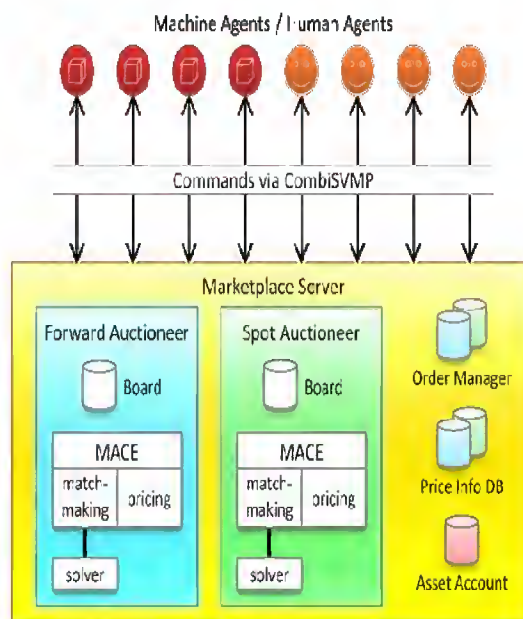 Machine Agents / Human Agents
Commands via CombiSVMP
Marketplace Server
Forward Auctioneer
Board
MACE
match-
making
pricing
solver
Spot Auctioneer
Board
MACE
match-
making
pricing
solver
Order Manager
Price Info DB
Asset Account